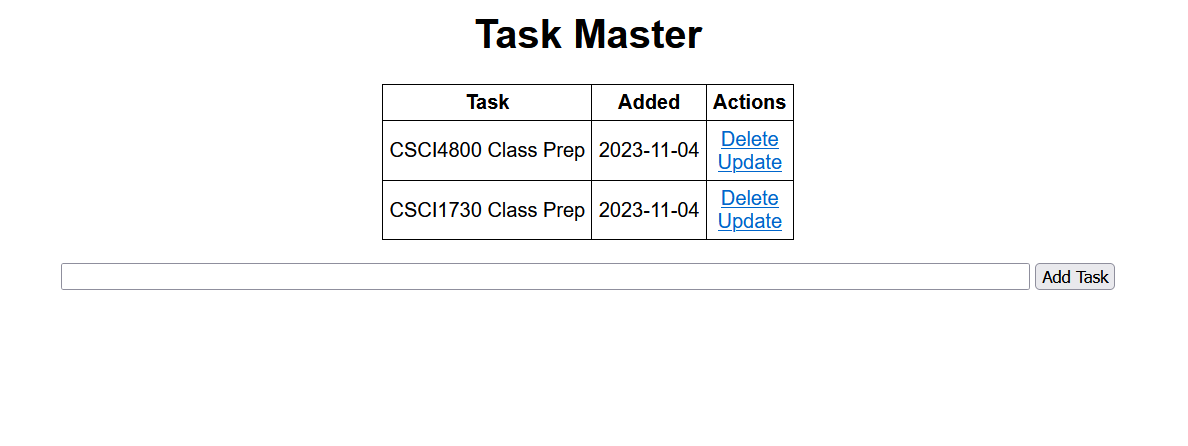 Task Master
Task Added Actions
CSCI4800 Class Prep 2023-11-04 Delete
Update
CSCI1730 Class Prep 2023-11-04 Delete
Update
Add Task